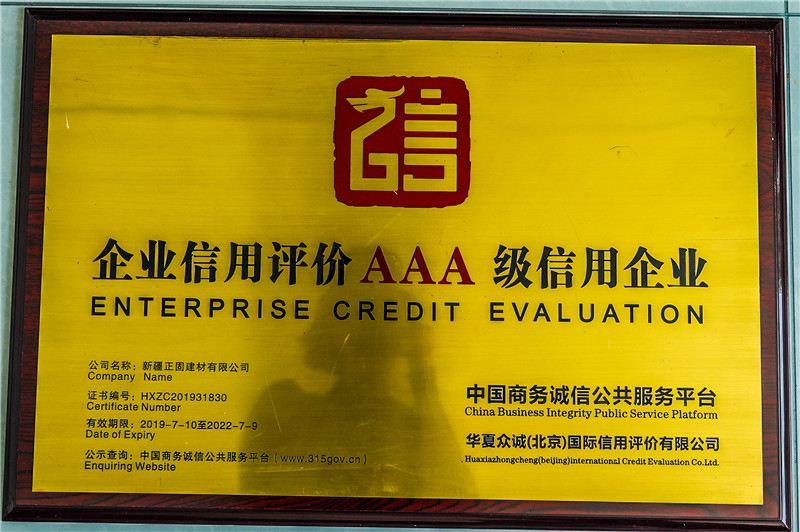 信
企业信用评价AAA级信用企业
ENTERPRISE CREDIT EVALUATION
公司名称：新疆正固建材有限公司
Company Name
证书编号：HXZC201931830
Certificate Number
有效期限：2019-7-10至2022-7-9
Date of Expiry
公示查询：中国商务诚信公共服务平台（www.315gov.cn）
Enquiring Website
中国商务诚信公共服务平台
China Business Integrity Public Service Platform
华夏众诚(北京)国际信用评价有限公司
Huaxiazhongcheng(beijing)international Credit Evaluation Co.Ltd.